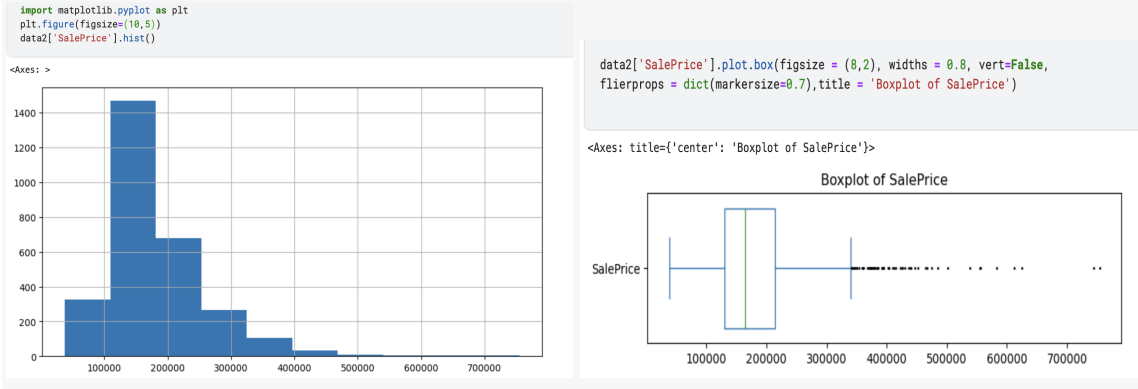 import matplotlib.pyplot as plt
plt.figure(figsize=(10,5))
data2['SalePrice'].hist()
<Axes: >
1400
1200
1000
800
600
400
200
0
100000 200000 300000 400000 500000 600000 700000
data2['SalePrice'].plot.box(figsize = (8,2), widths = 0.8, vert=False,
flierprops = dict(markersize=0.7),title = 'Boxplot of SalePrice')
<Axes: title={'center': 'Boxplot of SalePrice'}>
Boxplot of SalePrice
SalePrice
100000 200000 300000 400000 500000 600000 700000